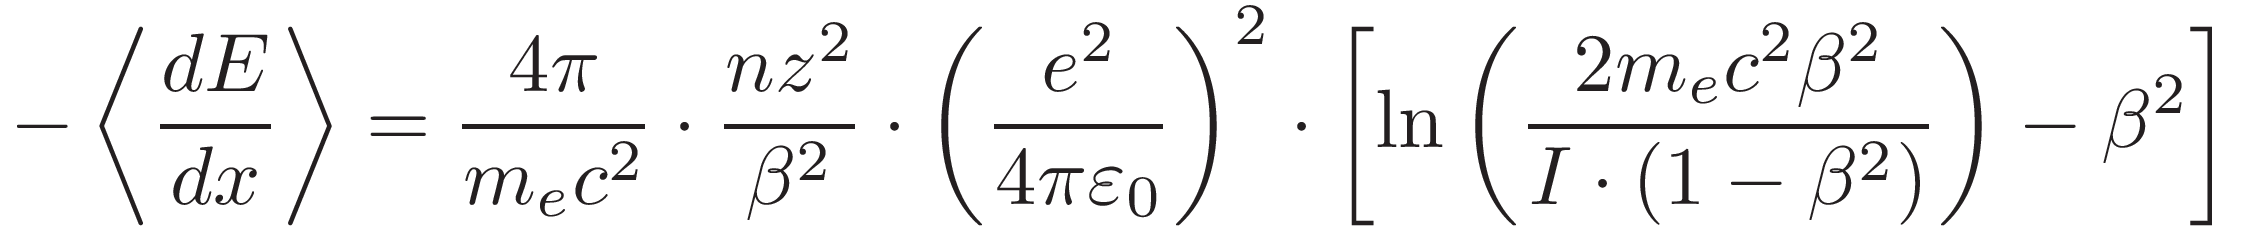 $$-\left\langle \frac{dE}{dx} \right\rangle = \frac{4\pi}{m_e c^2} \cdot \frac{nz^2}{\beta^2} \cdot \left( \frac{e^2}{4\pi\varepsilon_0} \right)^2 \cdot \left[ \ln \left( \frac{2m_e c^2 \beta^2}{I \cdot (1 - \beta^2)} \right) - \beta^2 \right]$$